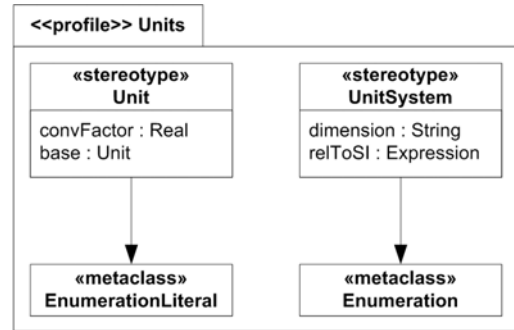 <<profile>> Units
«stereotype»
Unit
convFactor : Real
base : Unit
«stereotype»
UnitSystem
dimension : String
relToSI : Expression
«metaclass»
EnumerationLiteral
«metaclass»
Enumeration